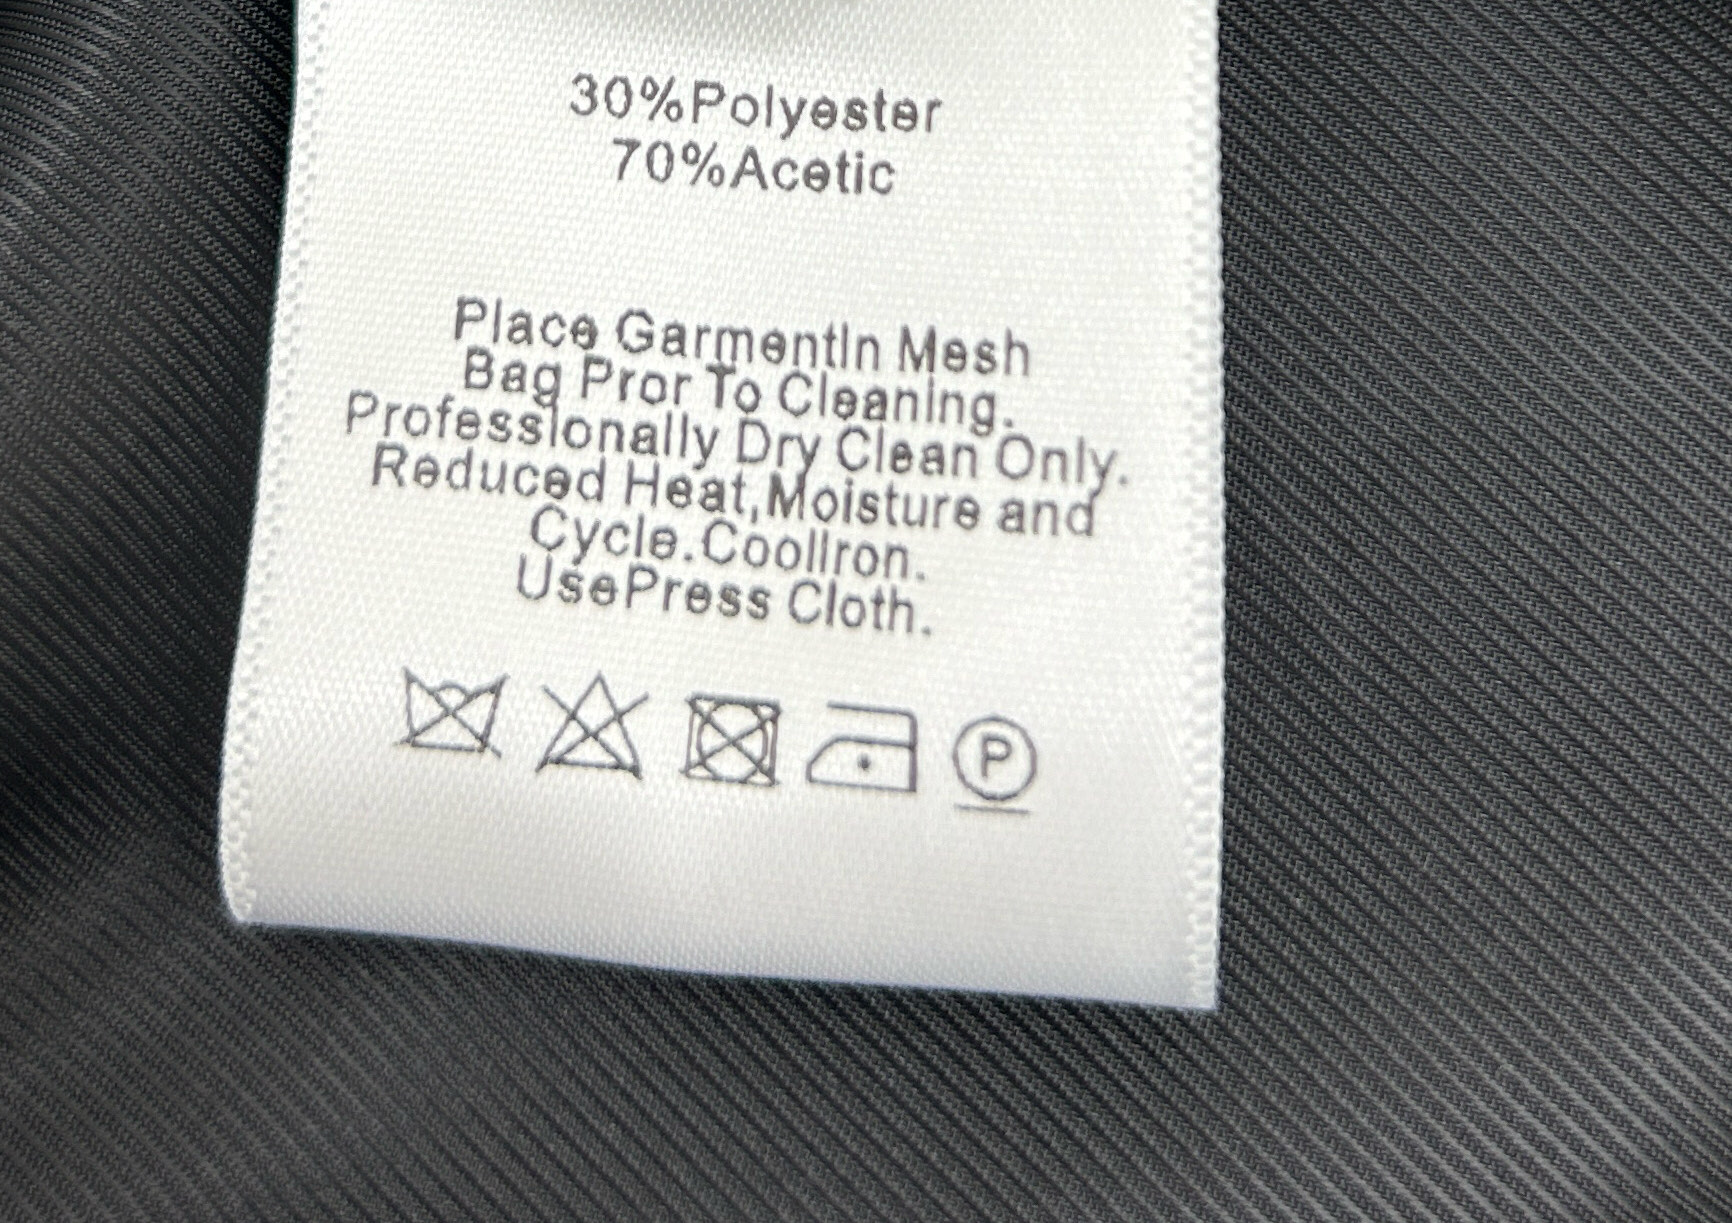 30%Polyester
70%Acetic
Place GarmentIn Mesh
Bag Pror To Cleaning.
Professionally Dry Clean Only.
Reduced Heat,Moisture and
Cycle.CoolIron.
UsePress Cloth.
P